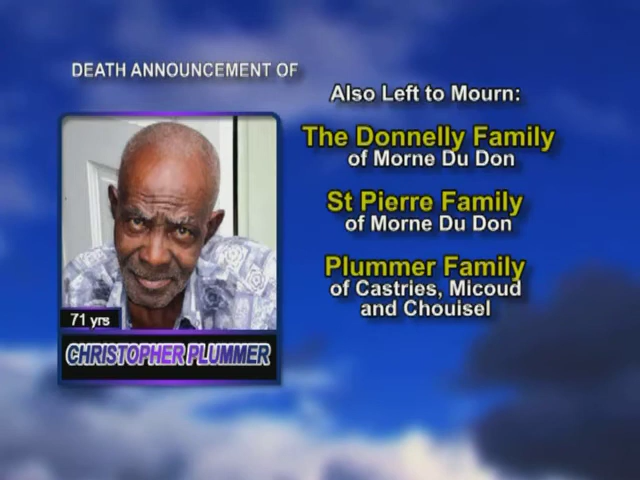 DEATH ANNOUNCEMENT OF
71 yrs
CHRISTOPHER PLUMMER
Also Left to Mourn:
The Donnelly Family
of Morne Du Don
St Pierre Family
of Morne Du Don
Plummer Family
of Castries, Micoud
and Chouisel